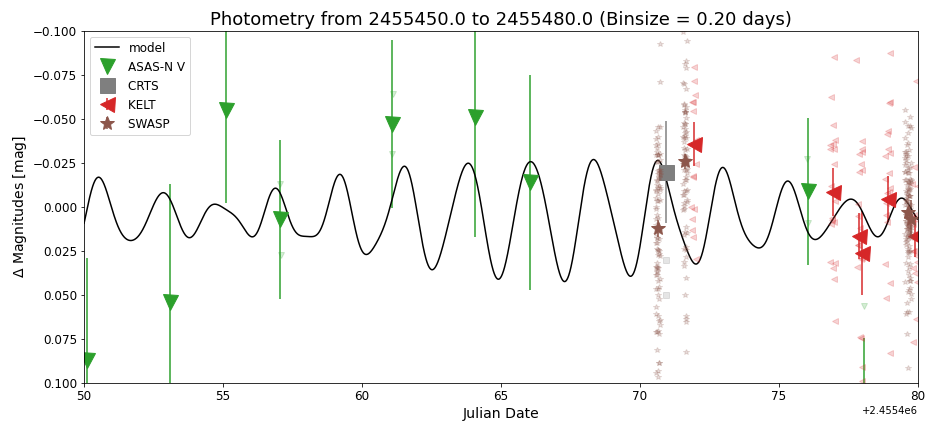 Photometry from 2455450.0 to 2455480.0 (Binsize = 0.20 days)
−0.100
−0.075
−0.050
−0.025
0.000
0.025
0.050
0.075
0.100
Δ Magnitudes [mag]
model
ASAS-N V
CRTS
KELT
SWASP
50 55 60 65 70 75 80
+2.4554e6
Julian Date